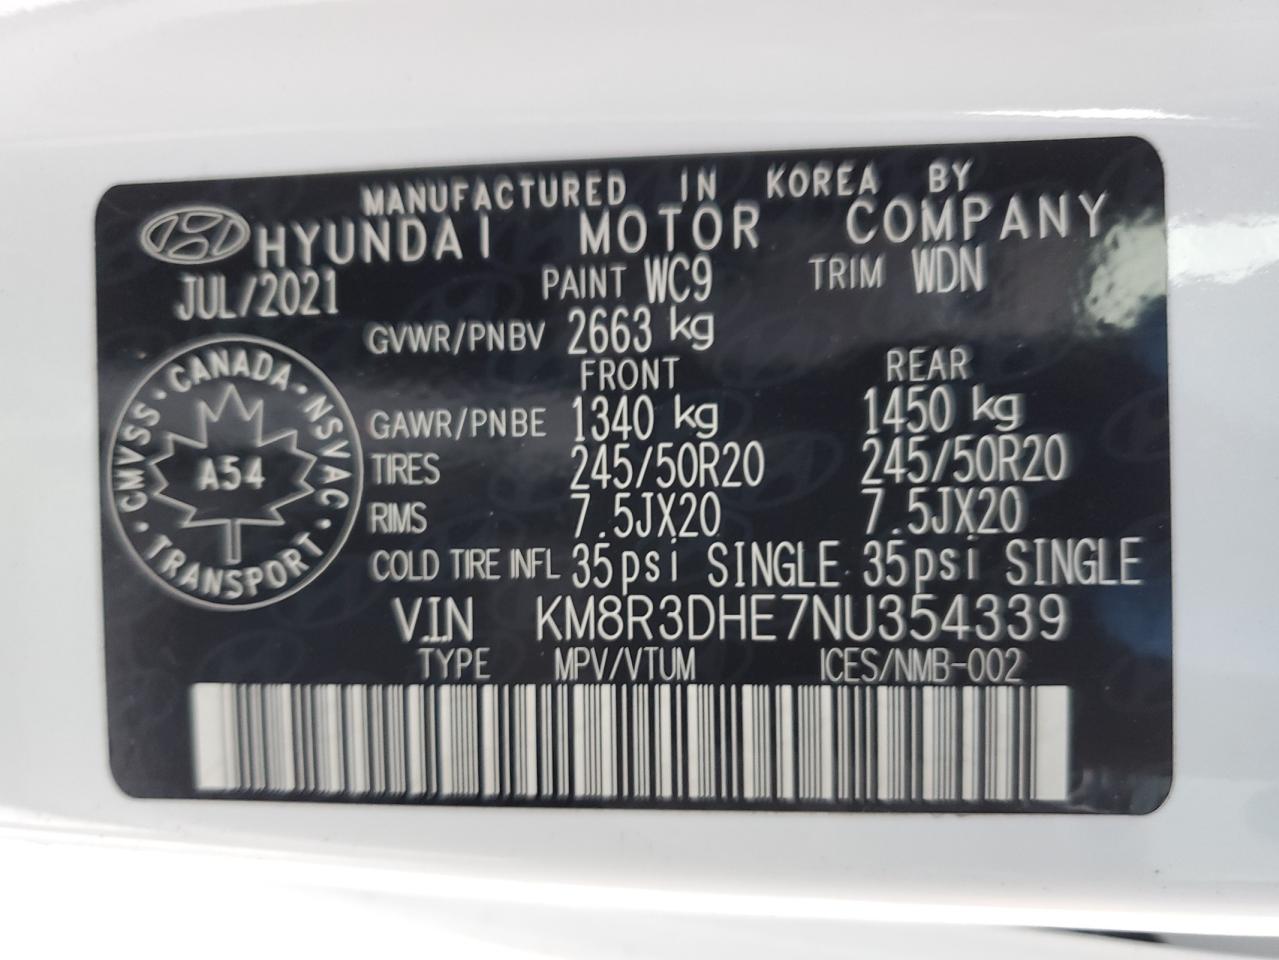 MANUFACTURED IN KOREA BY
HYUNDAI MOTOR COMPANY
JUL/2021 PAINT WC9 TRIM WDN
GVWR/PNBV 2663 kg
FRONT REAR
GAWR/PNBE 1340 kg 1450 kg
TIRES 245/50R20 245/50R20
RIMS 7.5JX20 7.5JX20
COLD TIRE INFL 35psi SINGLE 35psi SINGLE
V.I.N KM8R3DHE7NU354339
TYPE MPV/VTUM ICES/NMB-002
CMVSS · CANADA · NSVAC · TRANSPORT ·
A54